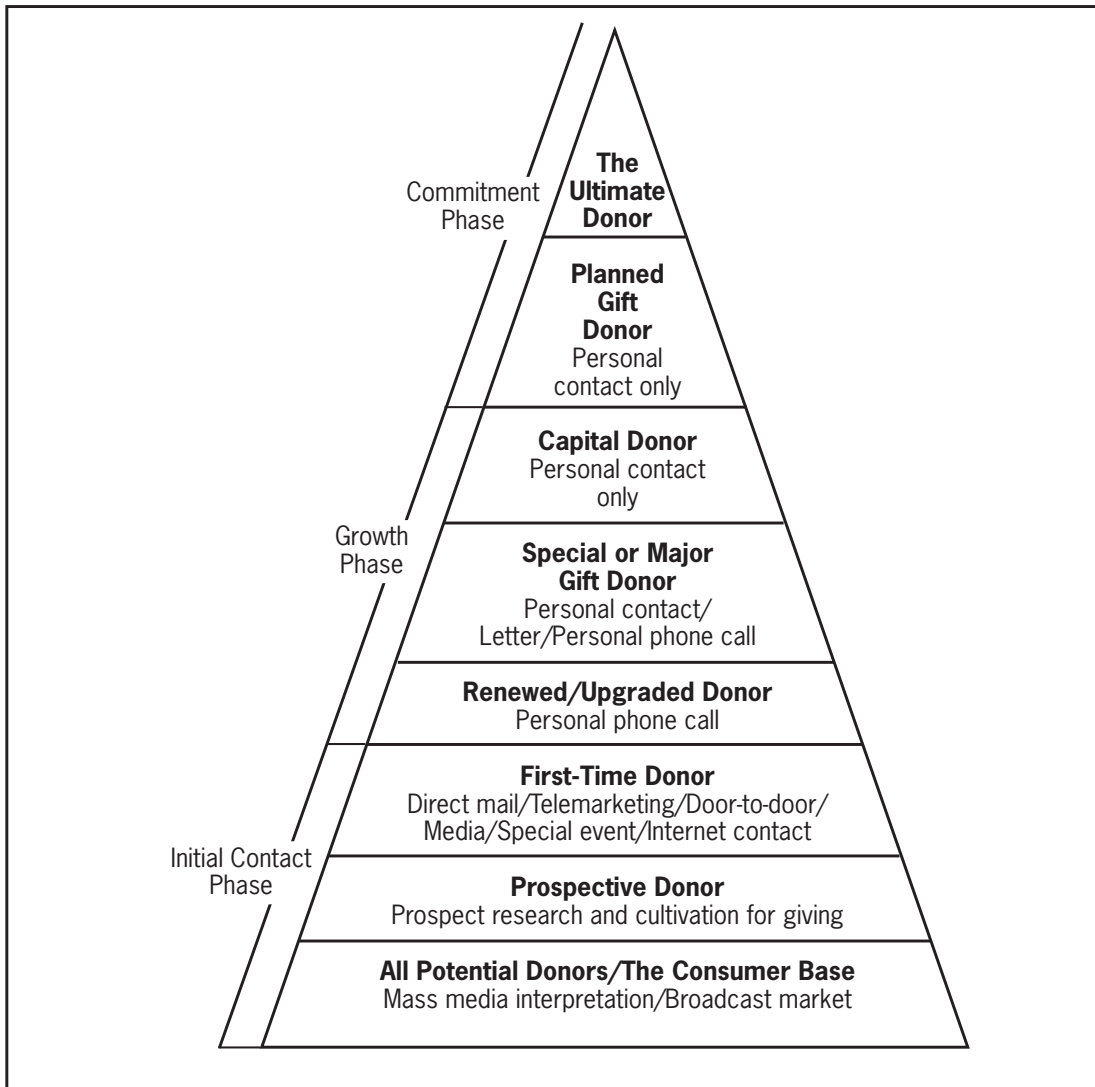 The
Ultimate
Donor
Commitment
Phase
Planned
Gift
Donor
Personal
contact only
Capital Donor
Personal contact
only
Growth
Phase
Special or Major
Gift Donor
Personal contact/
Letter/Personal phone call
Renewed/Upgraded Donor
Personal phone call
First-Time Donor
Direct mail/Telemarketing/Door-to-door/
Media/Special event/Internet contact
Initial Contact
Phase
Prospective Donor
Prospect research and cultivation for giving
All Potential Donors/The Consumer Base
Mass media interpretation/Broadcast market